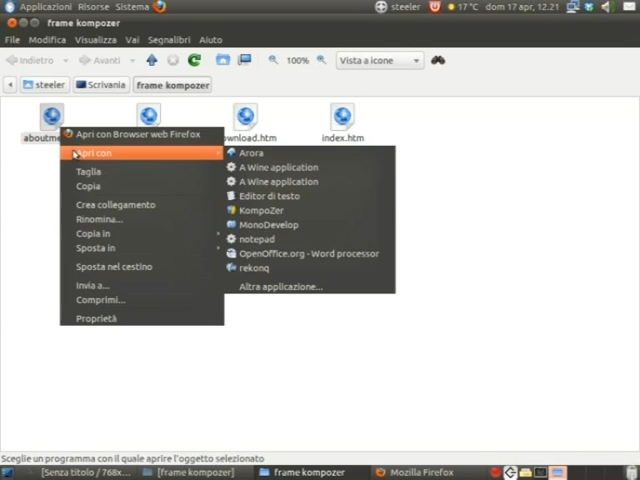 Applicazioni Risorse Sistema steeler 17 °C dom 17 apr, 12.21
frame kompozer
File Modifica Visualizza Vai Segnalibri Aiuto
Indietro Avanti 100% Vista a icone
steeler Scrivania frame kompozer
index.htm
Apri con Browser web Firefox
Apri con
Taglia
Copia
Crea collegamento
Rinomina...
Copia in
Sposta in
Sposta nel cestino
Invia a...
Comprimi...
Proprietà
Arora
A Wine application
A Wine application
Editor di testo
KompoZer
MonoDevelop
notepad
OpenOffice.org - Word processor
rekonq
Altra applicazione...
Sceglie un programma con il quale aprire l'oggetto selezionato
[Senza titolo / 768x... [frame kompozer] frame kompozer Mozilla Firefox